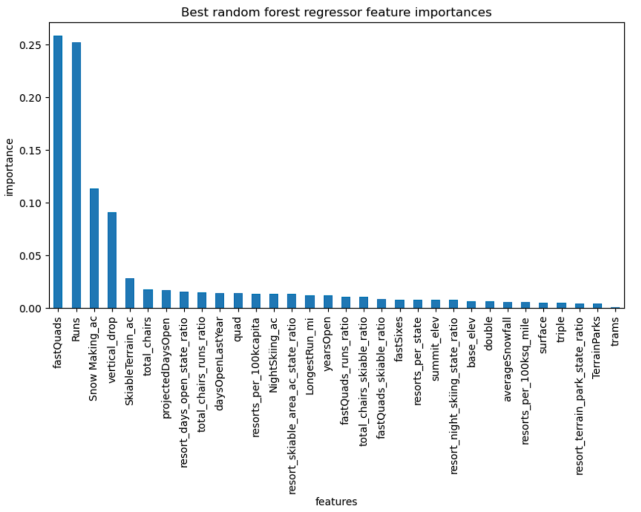 Best random forest regressor feature importances
importance
0.25
0.20
0.15
0.10
0.05
0.00
fastQuads
Runs
Snow Making_ac
vertical_drop
SkiableTerrain_ac
total_chairs
projectedDaysOpen
resort_days_open_state_ratio
total_chairs_runs_ratio
daysOpenLastYear
quad
resorts_per_100kcapita
NightSkiing_ac
resort_skiable_area_ac_state_ratio
LongestRun_mi
yearsOpen
fastQuads_runs_ratio
total_chairs_skiable_ratio
fastQuads_skiable_ratio
fastSixes
resorts_per_state
summit_elev
resort_night_skiing_state_ratio
base_elev
double
averageSnowfall
resorts_per_100ksq_mile
surface
triple
resort_terrain_park_state_ratio
TerrainParks
trams
features